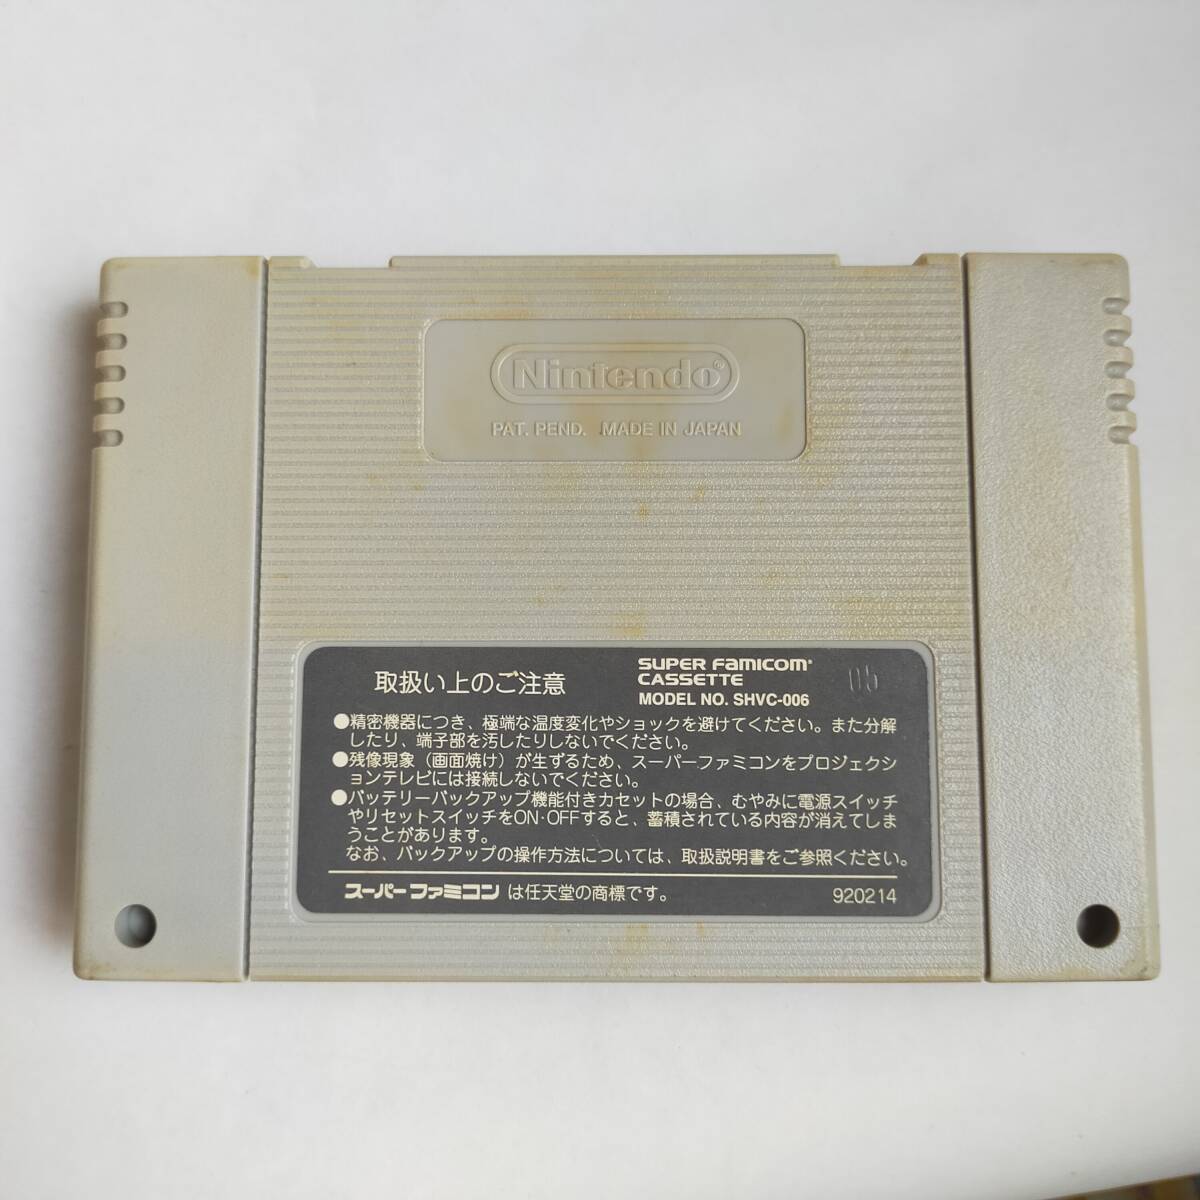 Nintendo®
PAT. PEND. MADE IN JAPAN
取扱い上のご注意
SUPER FAMICOM®
CASSETTE
MODEL NO. SHVC-006
06
●精密機器につき、極端な温度変化やショックを避けてください。また分解
したり、端子部を汚したりしないでください。
●残像現象（画面焼け）が生ずるため、スーパーファミコンをプロジェクシ
ョンテレビには接続しないでください。
●バッテリーバックアップ機能付きカセットの場合、むやみに電源スイッチ
やリセットスイッチをON·OFFすると、蓄積されている内容が消えてしま
うことがあります。
なお、バックアップの操作方法については、取扱説明書をご参照ください。
スーパーファミコン は任天堂の商標です。
920214